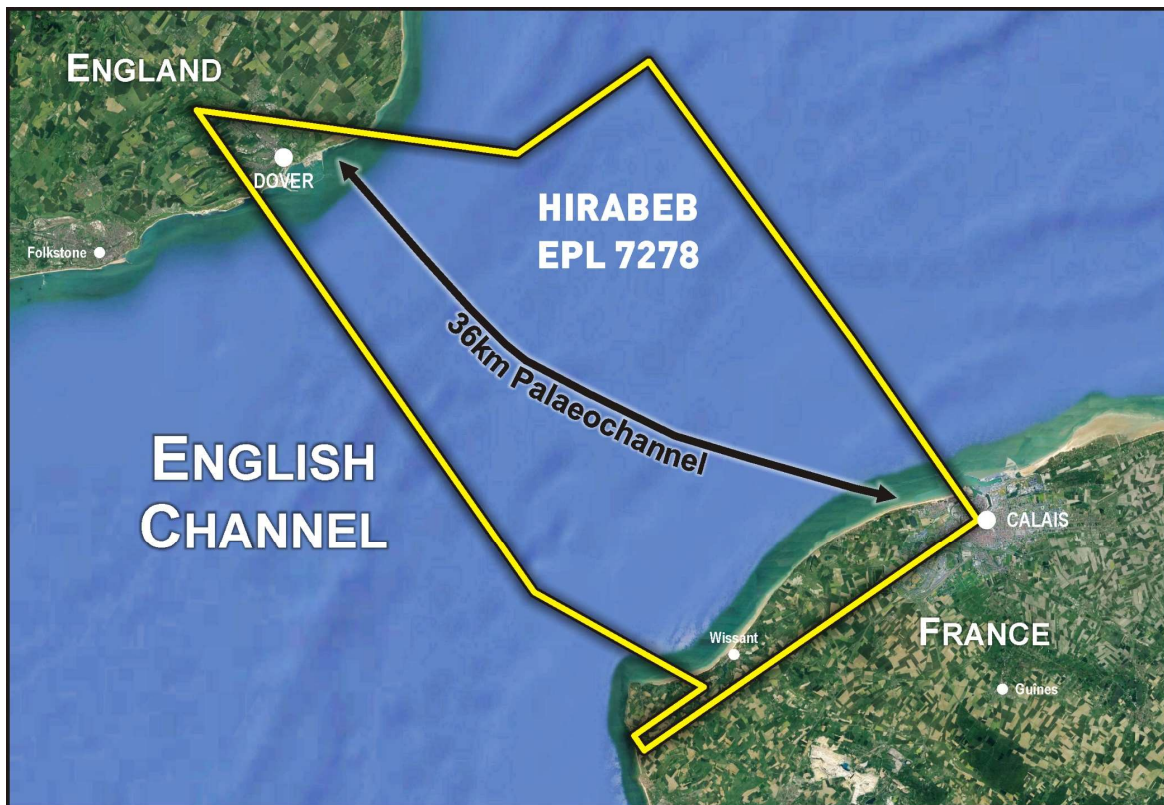 ENGLAND
DOVER
Folkstone
HIRABEB
EPL 7278
36km Palaeochannel
ENGLISH
CHANNEL
CALAIS
Wissant
FRANCE
Guines